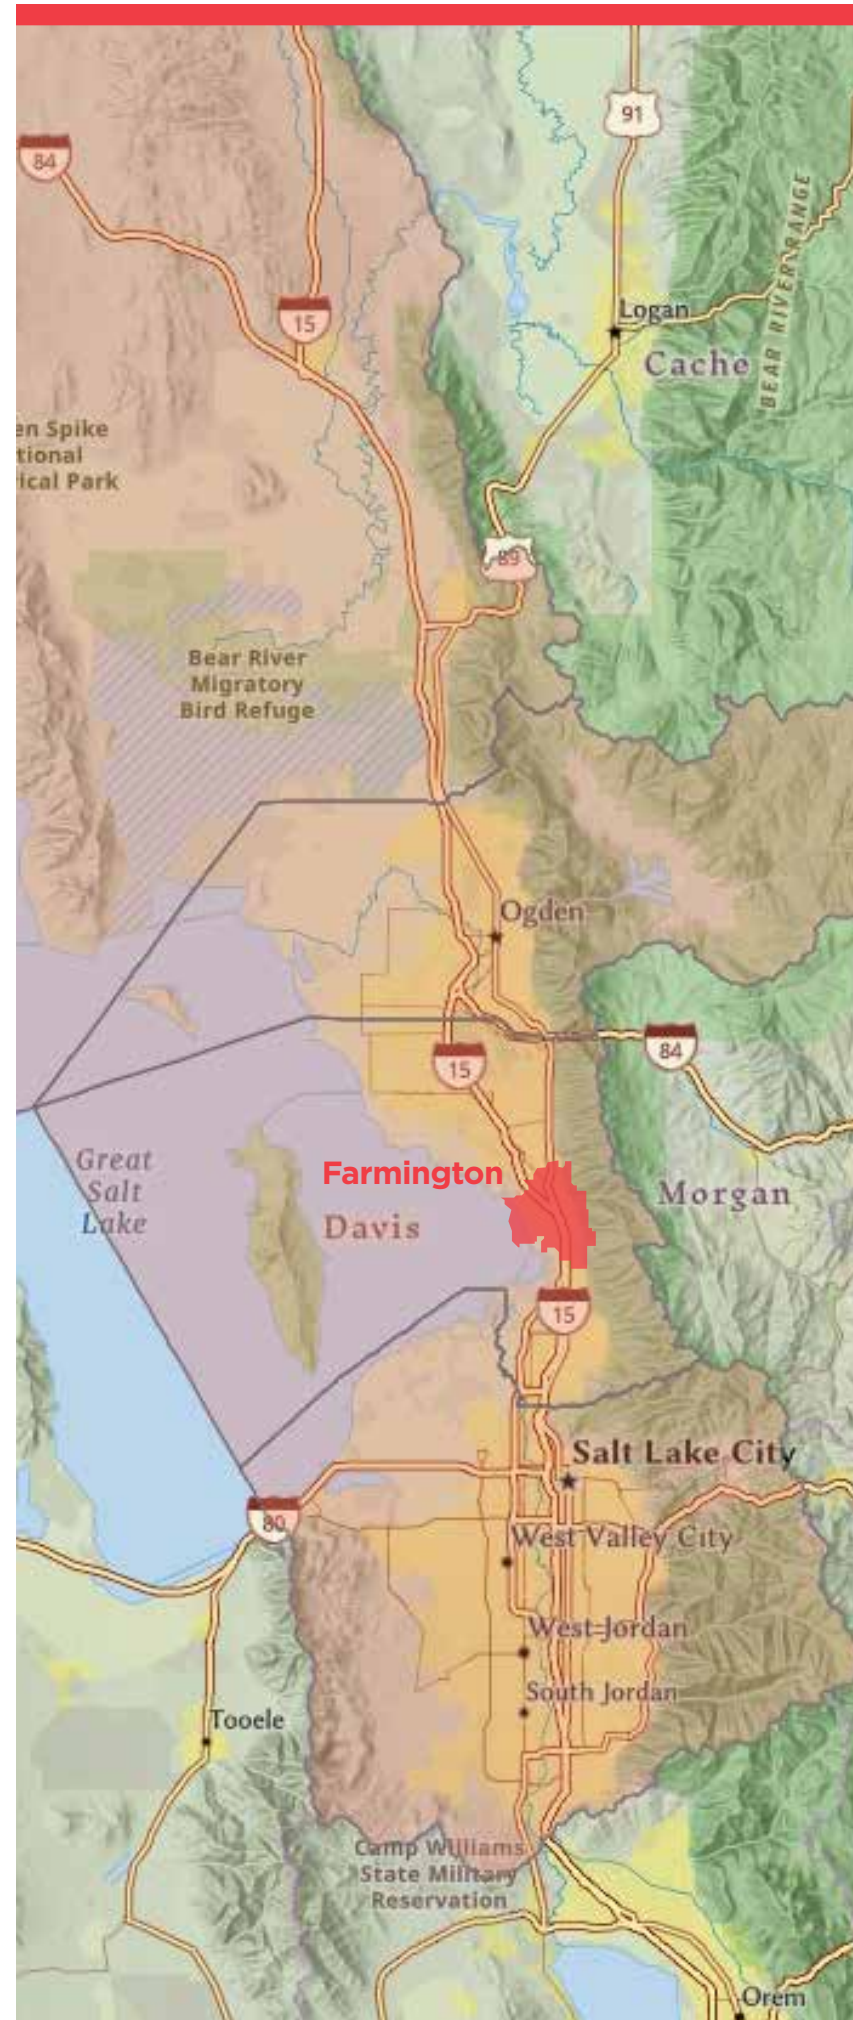 91
84
BEAR RIVER RANGE
15
Logan
Cache
en Spike
tional
rical Park
89
Bear River
Migratory
Bird Refuge
Ogden
84
15
Great
Salt
Lake
Farmington
Davis
Morgan
15
Salt Lake City
80
West Valley City
West Jordan
South Jordan
Tooele
Camp Williams
State Military
Reservation
Orem